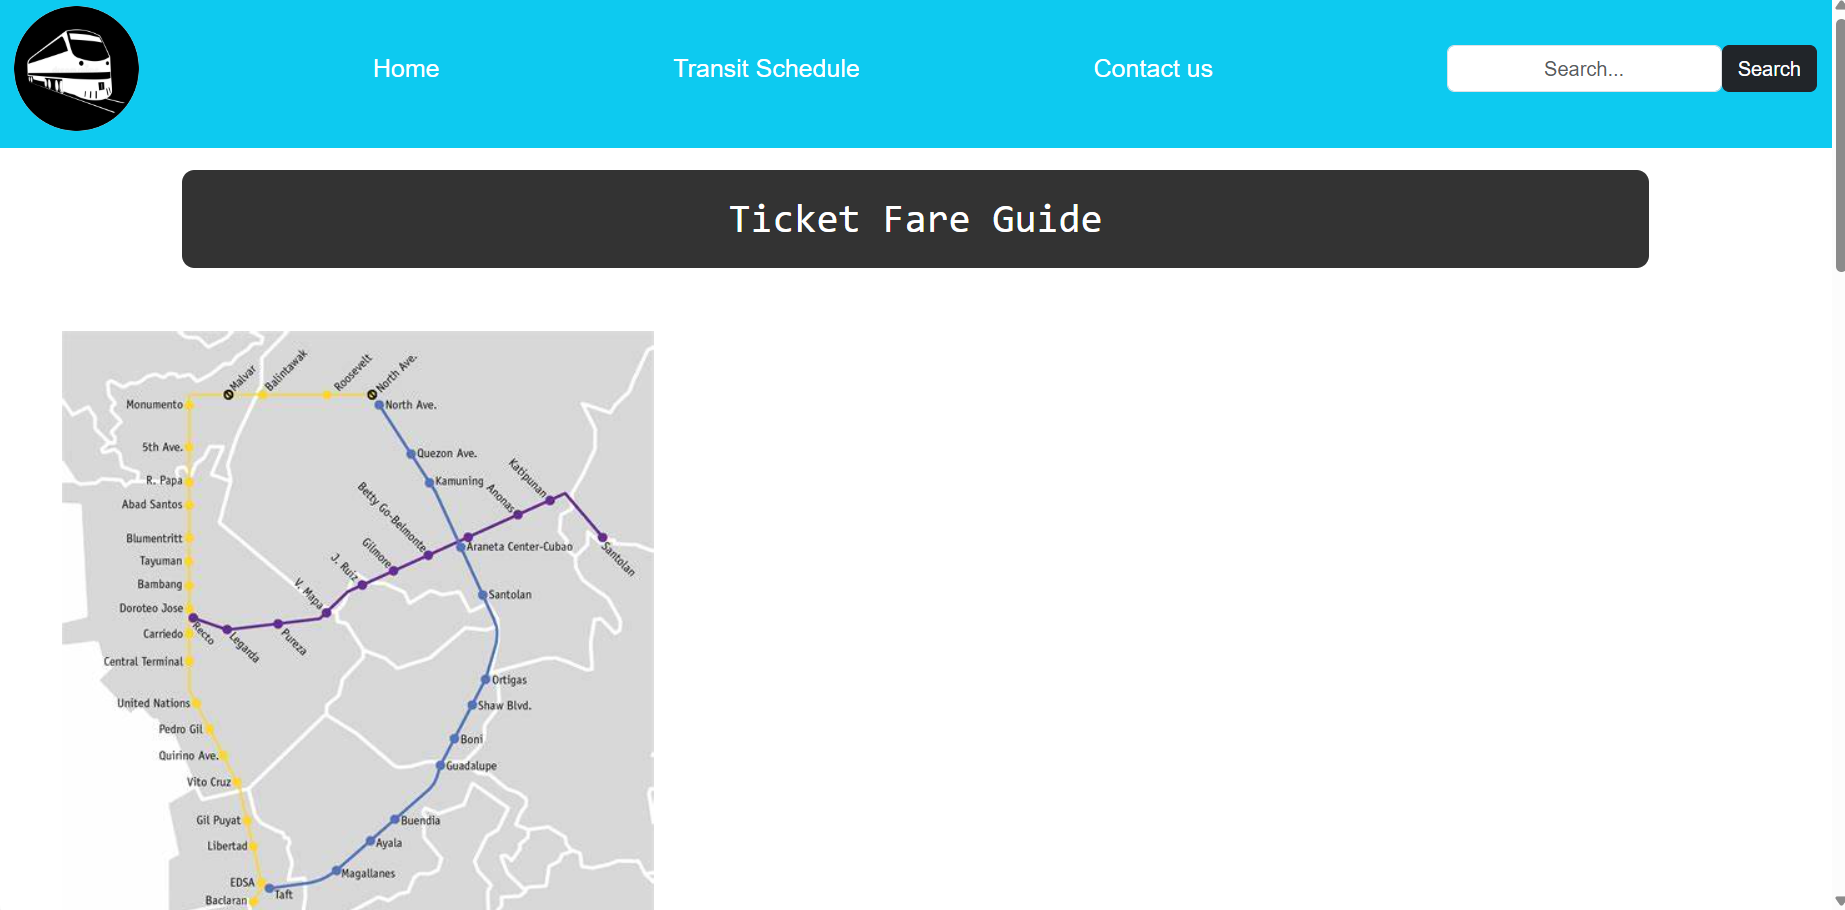 Home
Transit Schedule
Contact us
Search...
Search
Ticket Fare Guide
Malvar
Balintawak
Roosevelt
North Ave.
Monumento
North Ave.
5th Ave.
Quezon Ave.
R. Papa
Kamuning
Anonas
Katipunan
Abad Santos
Betty Go-Belmonte
Blumentritt
Gilmore
Araneta Center-Cubao
Santolan
Tayuman
J. Ruiz
Bambang
V. Mapa
Santolan
Doroteo Jose
Recto
Legarda
Pureza
Carriedo
Central Terminal
Ortigas
United Nations
Shaw Blvd.
Pedro Gil
Boni
Quirino Ave.
Guadalupe
Vito Cruz
Gil Puyat
Buendia
Libertad
Ayala
Magallanes
EDSA
Taft
Baclaran